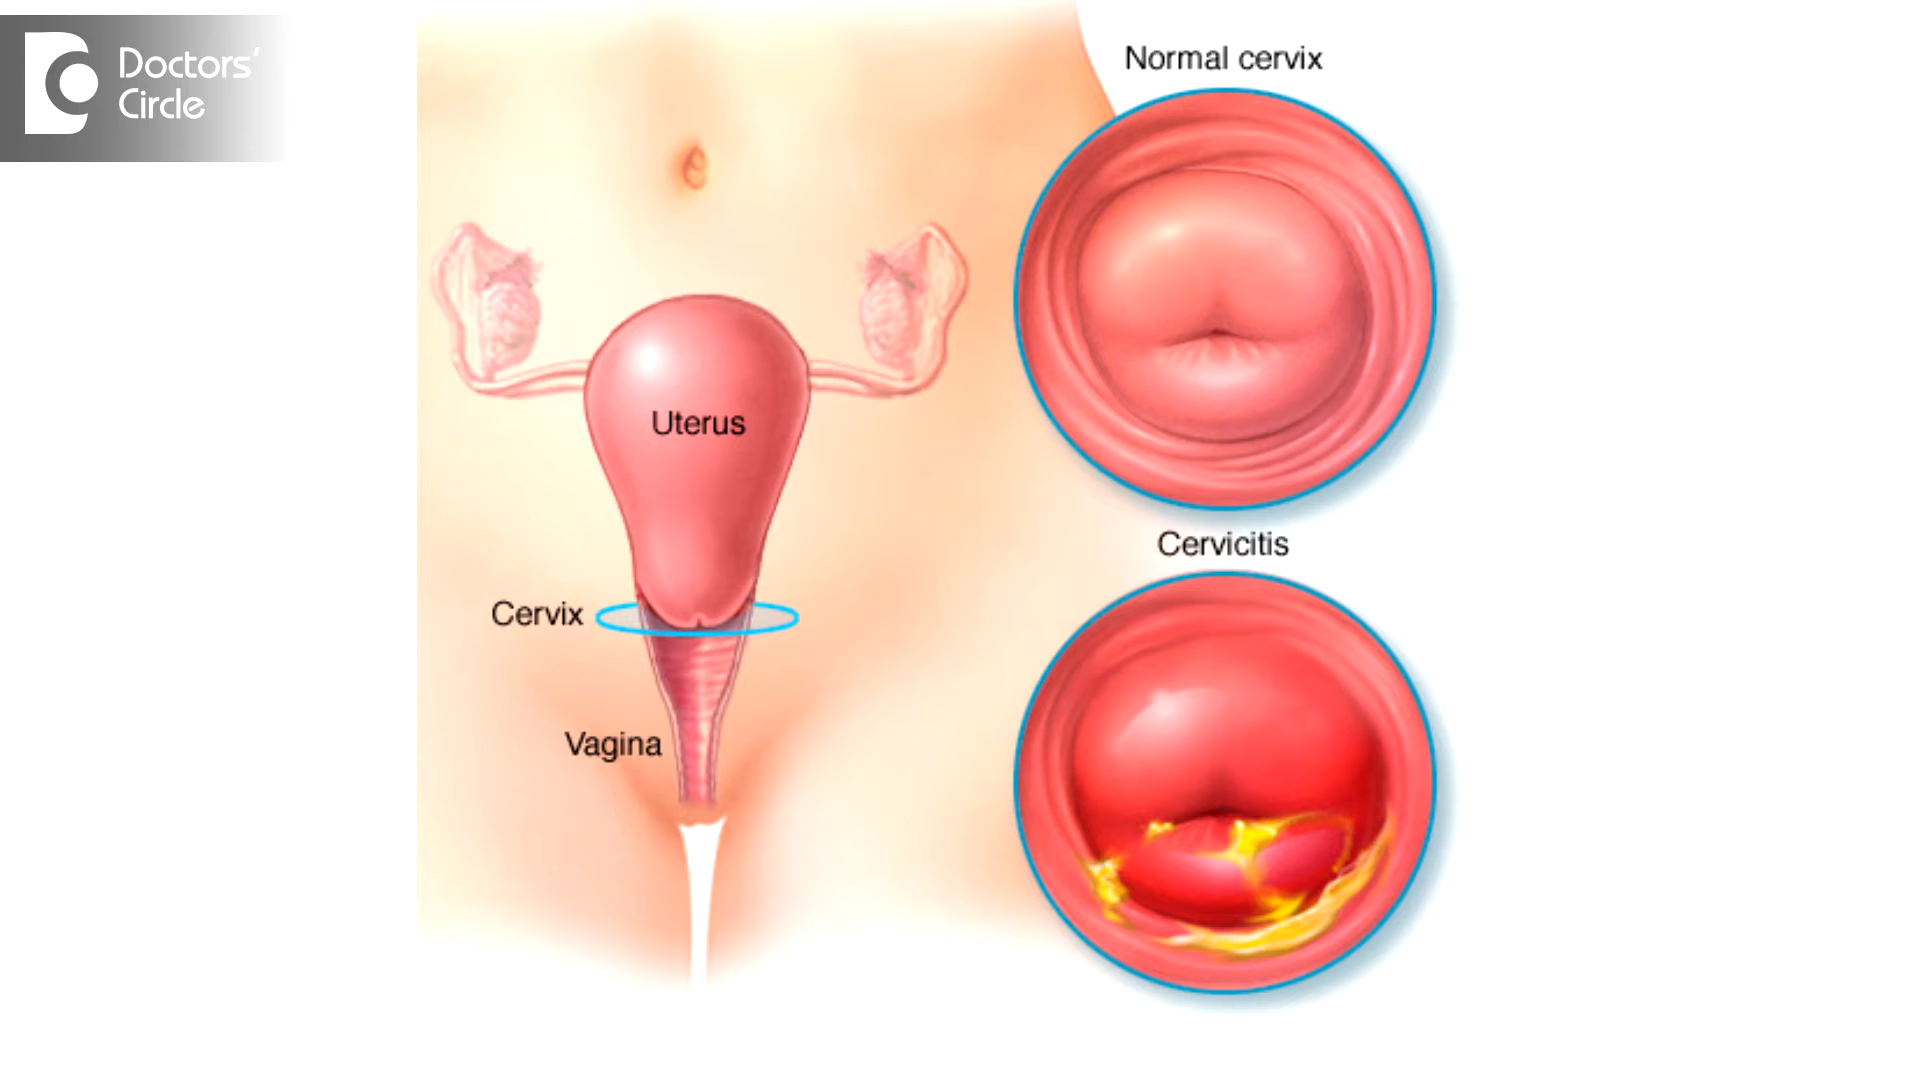 Doctors'
Circle
Normal cervix
Uterus
Cervicitis
Cervix
Vagina